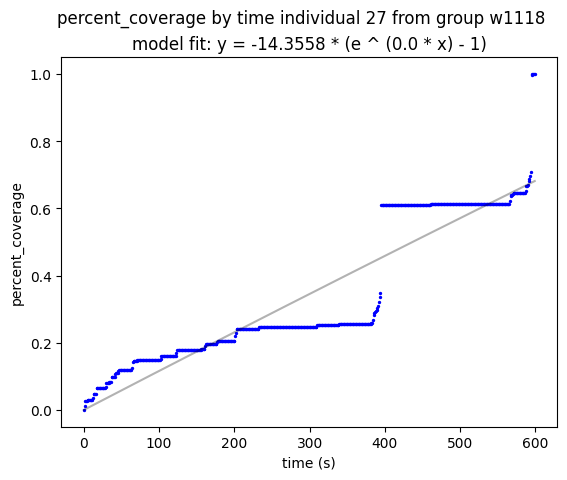 percent_coverage by time individual 27 from group w1118
model fit: y = -14.3558 * (e ^ (0.0 * x) - 1)
1.0
0.8
0.6
0.4
0.2
0.0
percent_coverage
0 100 200 300 400 500 600
time (s)